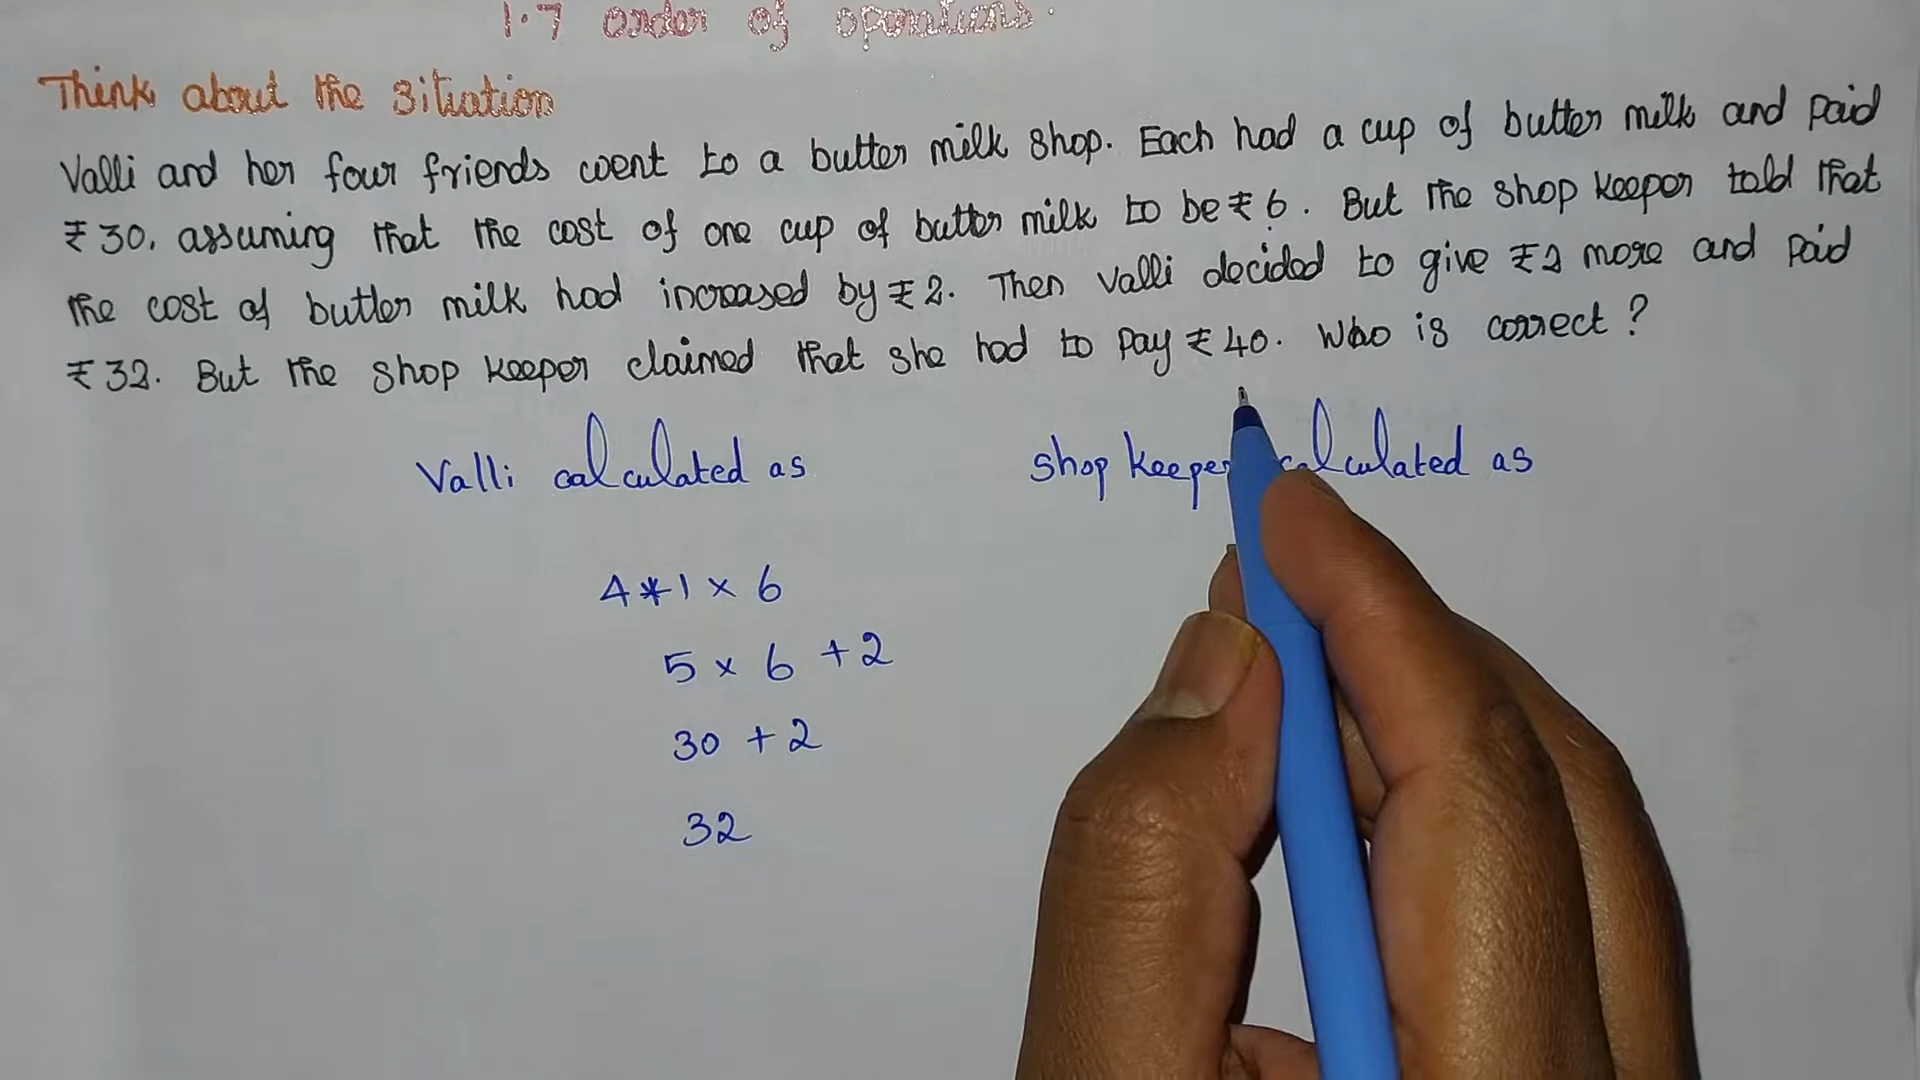 1.7 order of operations.
Think about the situation
Valli and her four friends went to a butter milk shop. Each had a cup of butter milk and paid
₹30, assuming that the cost of one cup of butter milk to be ₹6. But the shop keeper told that
the cost of butter milk had increased by ₹2. Then Valli decided to give ₹2 more and paid
₹32. But the shop keeper claimed that she had to pay ₹40. Who is correct?
Valli calculated as
shop keeper calculated as
4*1 × 6
5 × 6 +2
30 +2
32